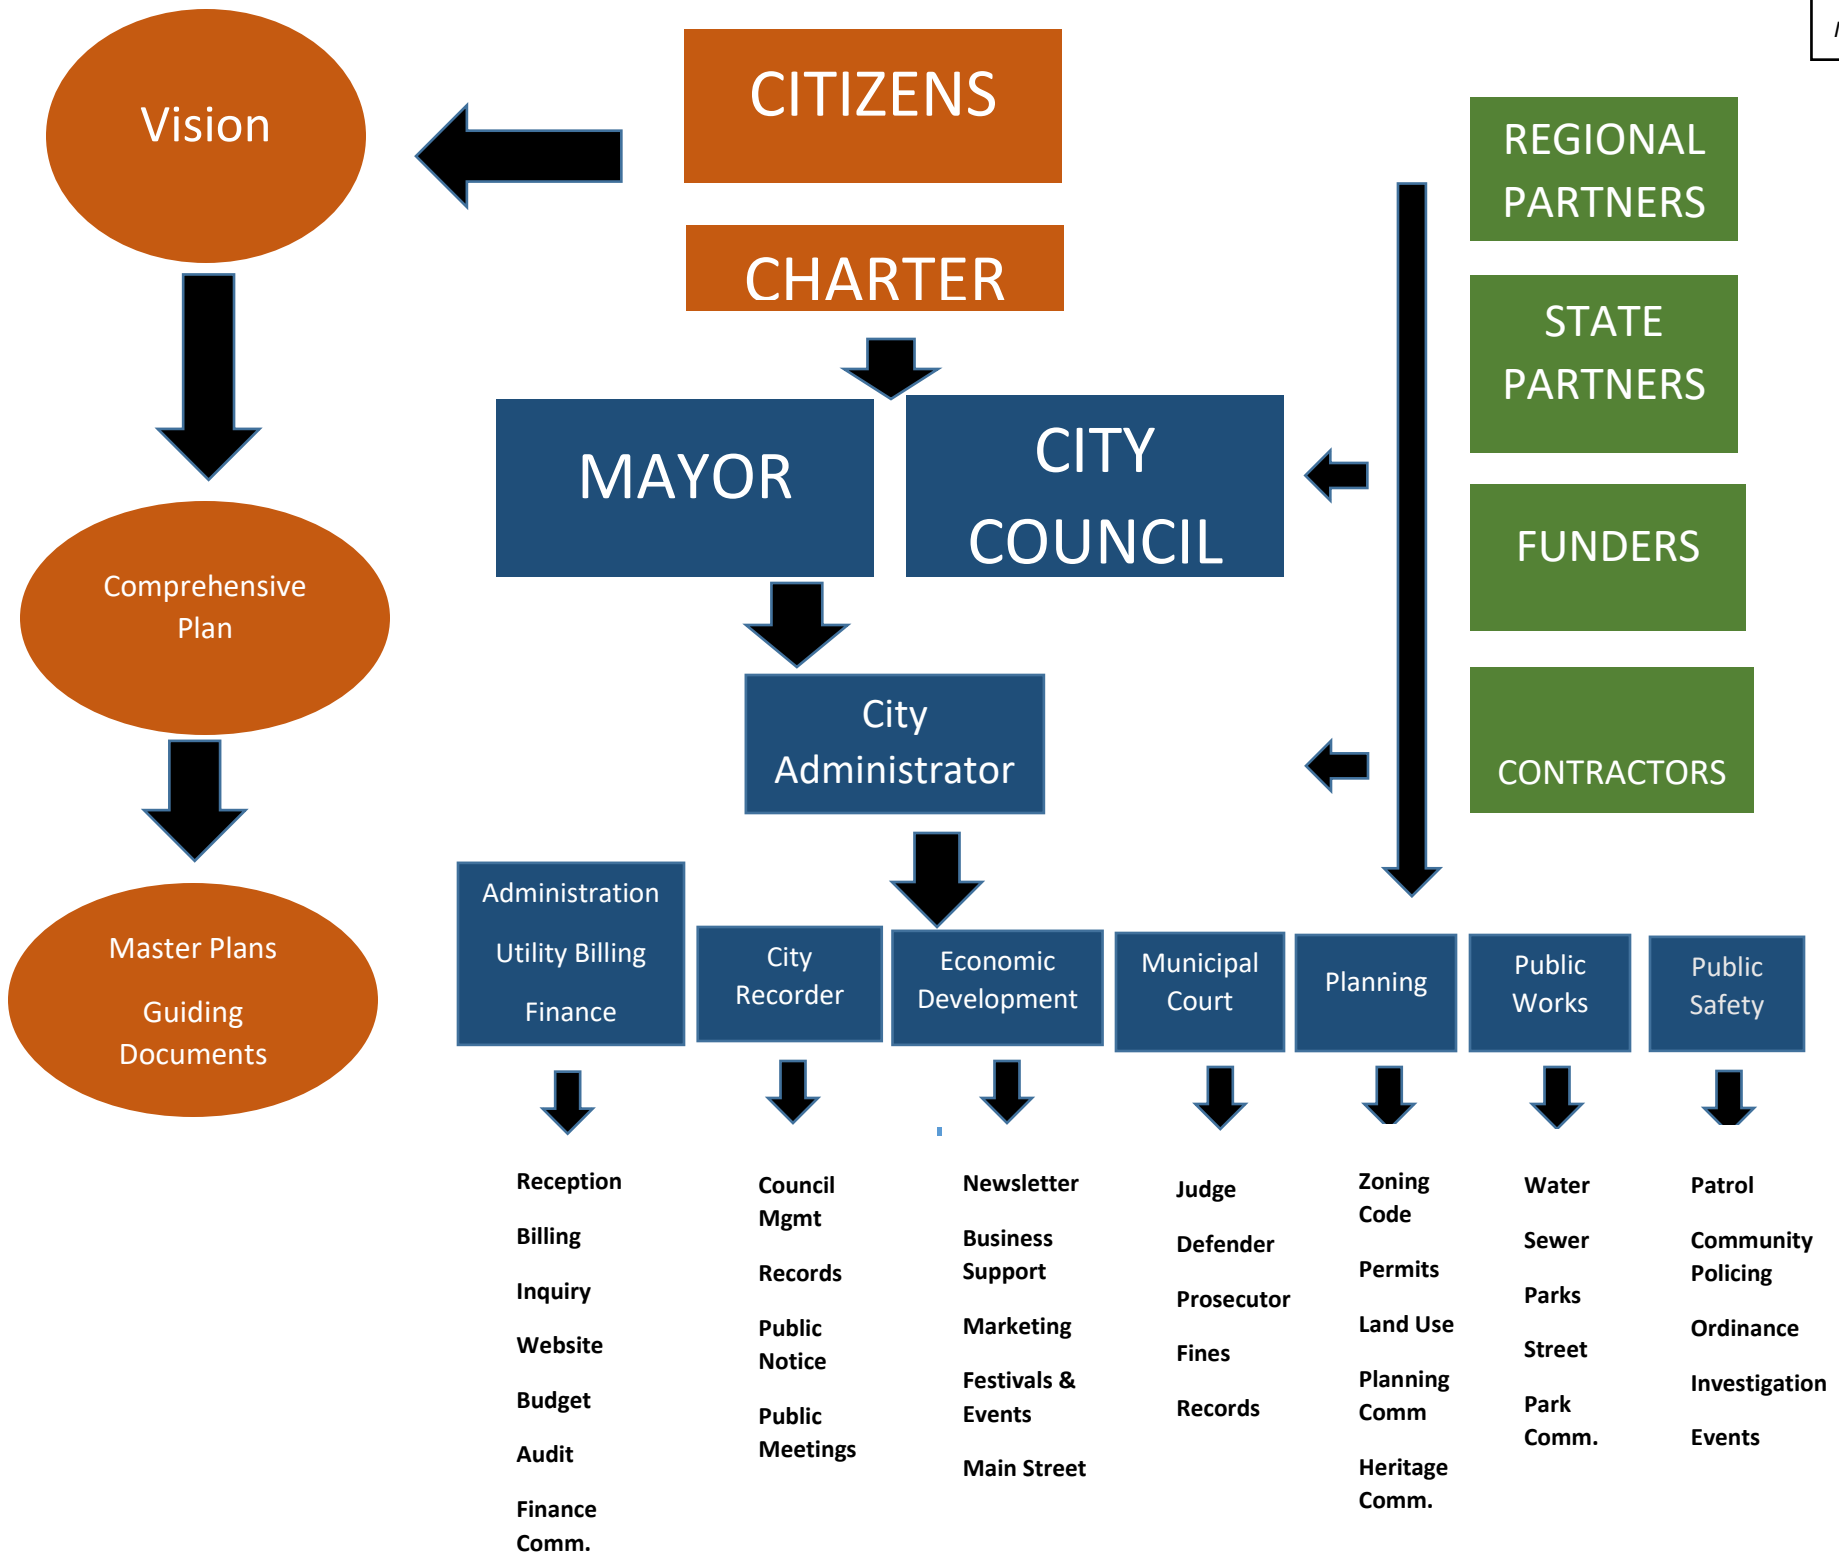 Vision
CITIZENS
CHARTER
REGIONAL
PARTNERS
STATE
PARTNERS
FUNDERS
CONTRACTORS
MAYOR
CITY
COUNCIL
Comprehensive
Plan
City
Administrator
Master Plans
Guiding
Documents
Administration
Utility Billing
Finance
City
Recorder
Economic
Development
Municipal
Court
Planning
Public
Works
Public
Safety
Reception
Billing
Inquiry
Website
Budget
Audit
Finance
Comm.
Council
Mgmt
Records
Public
Notice
Public
Meetings
Newsletter
Business
Support
Marketing
Festivals &
Events
Main Street
Judge
Defender
Prosecutor
Fines
Records
Zoning
Code
Permits
Land Use
Planning
Comm
Heritage
Comm.
Water
Sewer
Parks
Street
Park
Comm.
Patrol
Community
Policing
Ordinance
Investigation
Events